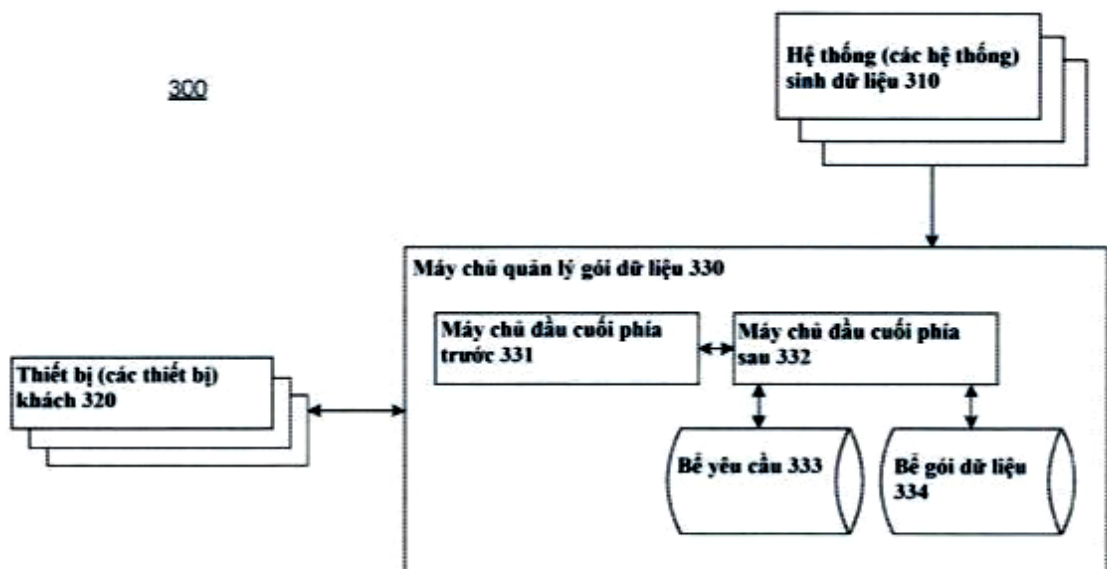 300
Hệ thống (các hệ thống)
sinh dữ liệu 310
Máy chủ quản lý gói dữ liệu 330
Máy chủ đầu cuối phía
trước 331
Máy chủ đầu cuối phía
sau 332
Thiết bị (các thiết bị)
khách 320
Bể yêu cầu 333
Bể gói dữ liệu
334